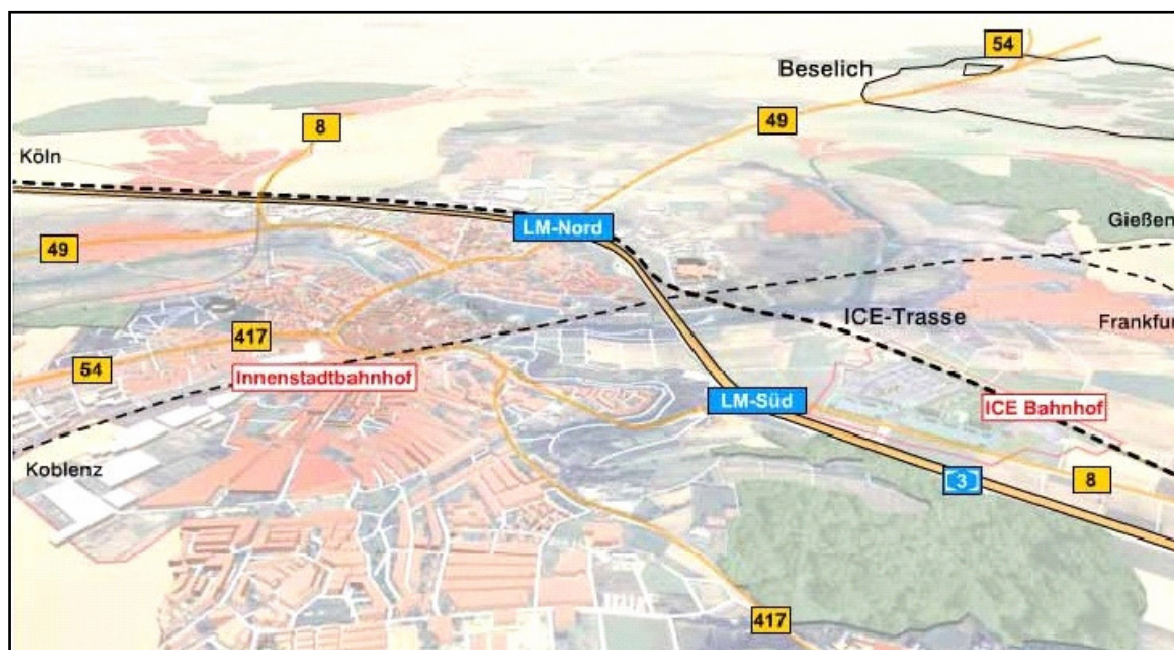 54
Beselich
8
49
Köln
LM-Nord
Gießen
49
ICE-Trasse
Frankfur
417
54
Innenstadtbahnhof
LM-Süd
ICE Bahnhof
Koblenz
3
8
417